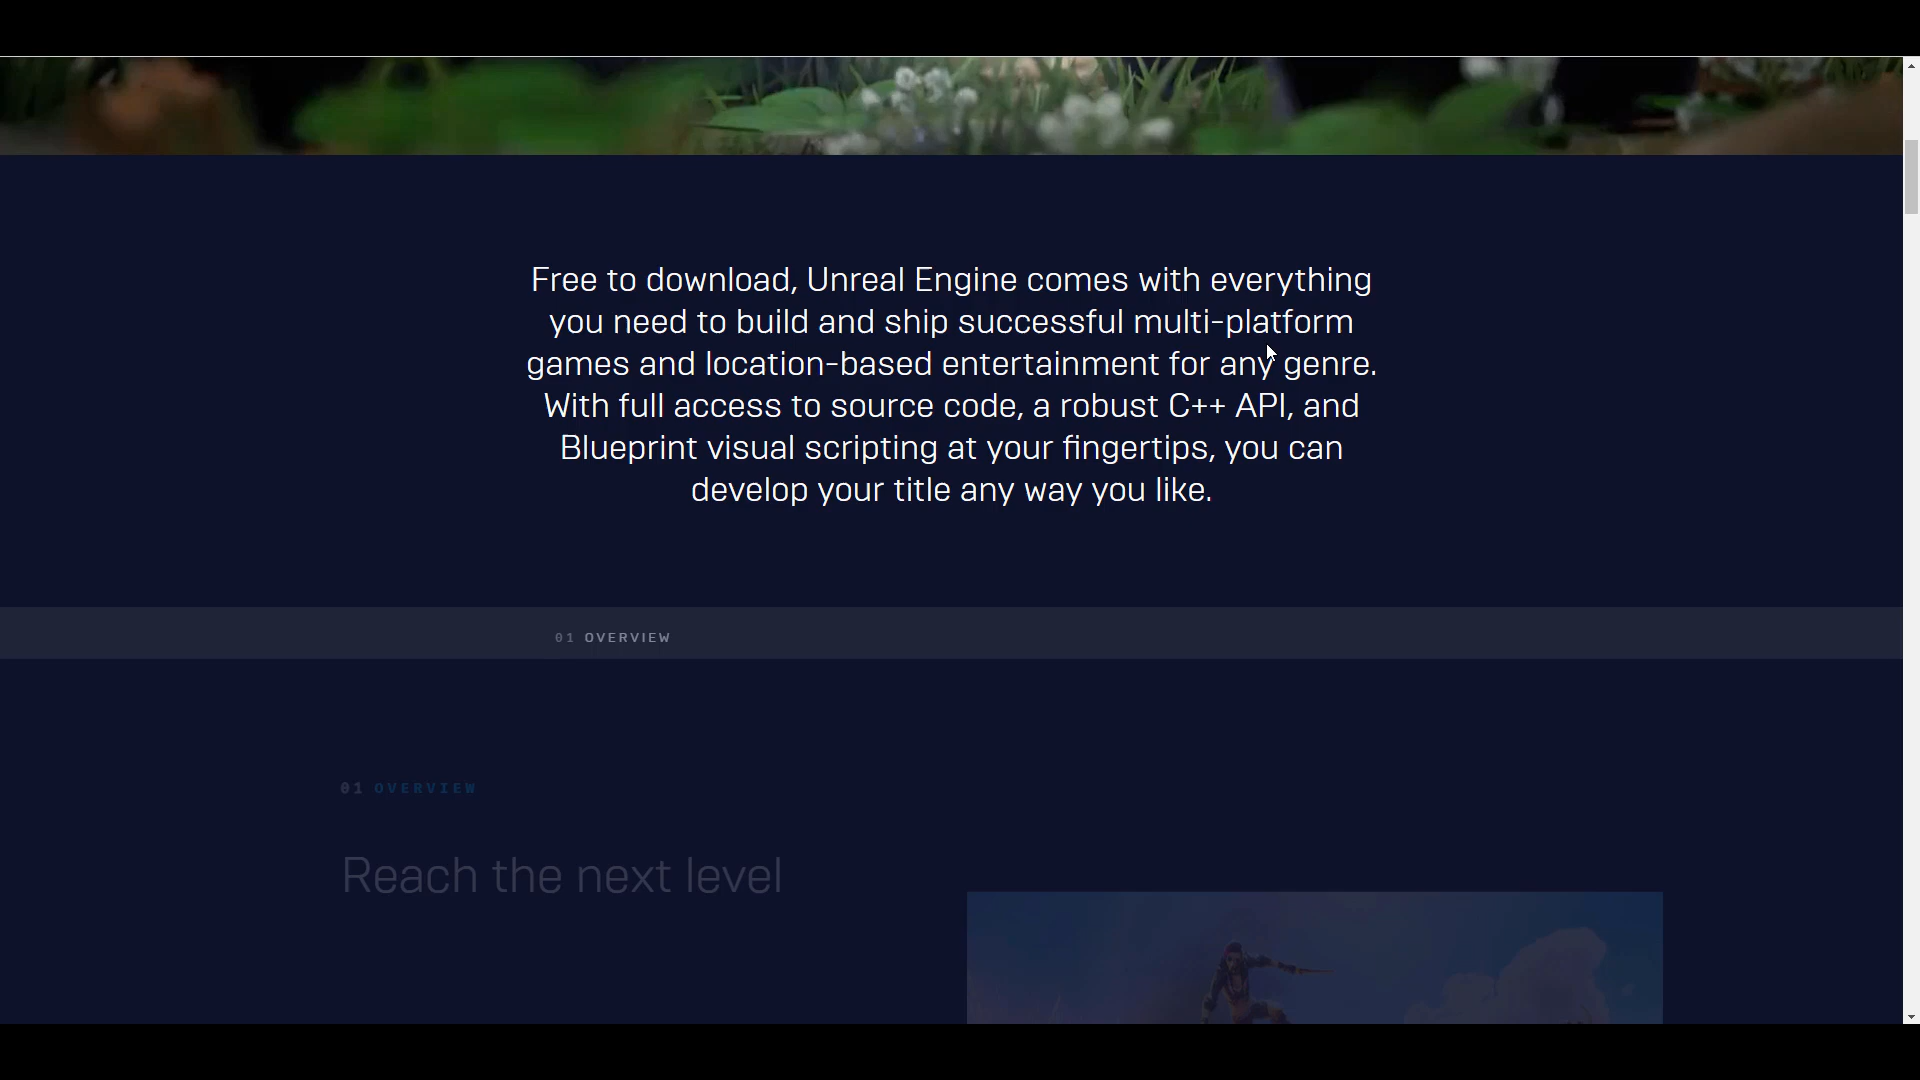 Free to download, Unreal Engine comes with everything
you need to build and ship successful multi-platform
games and location-based entertainment for any genre.
With full access to source code, a robust C++ API, and
Blueprint visual scripting at your fingertips, you can
develop your title any way you like.
01 OVERVIEW
01 OVERVIEW
Reach the next level